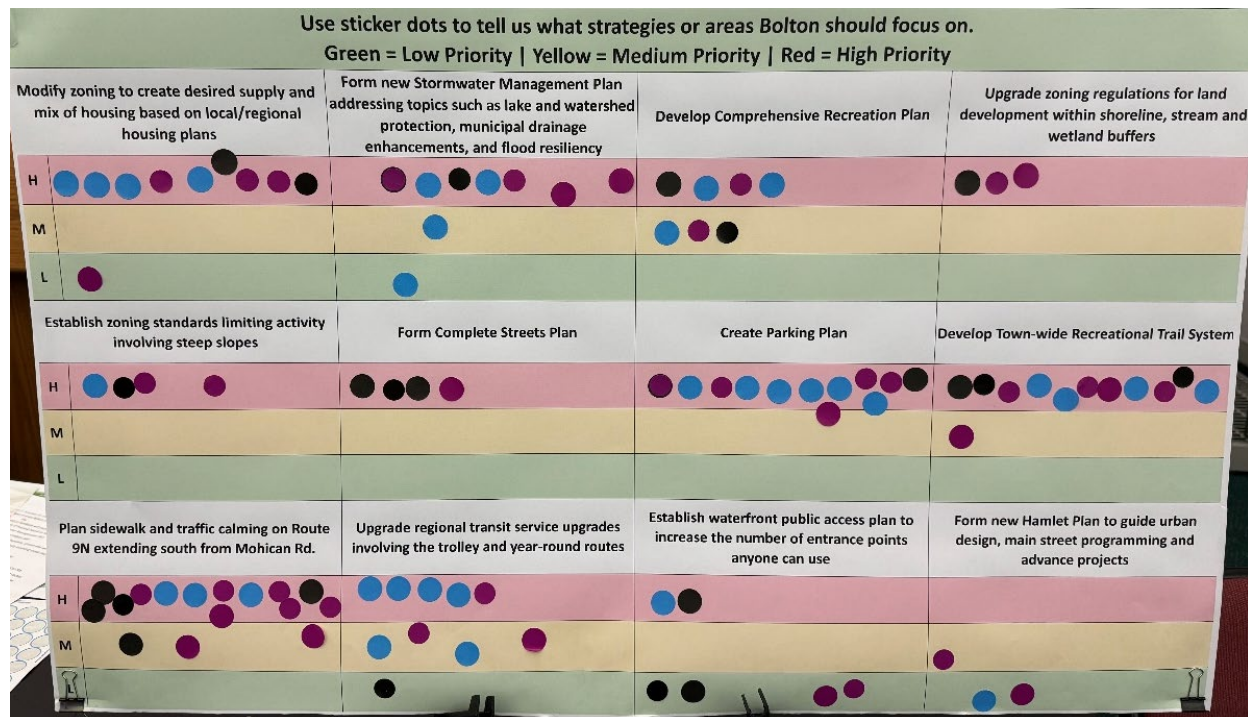 Use sticker dots to tell us what strategies or areas Bolton should focus on.
Green = Low Priority | Yellow = Medium Priority | Red = High Priority
Modify zoning to create desired supply and
mix of housing based on local/regional
housing plans
Form new Stormwater Management Plan
addressing topics such as lake and watershed
protection, municipal drainage
enhancements, and flood resiliency
Develop Comprehensive Recreation Plan
Upgrade zoning regulations for land
development within shoreline, stream and
wetland buffers
H
M
L
Establish zoning standards limiting activity
involving steep slopes
Form Complete Streets Plan
Create Parking Plan
Develop Town-wide Recreational Trail System
H
M
L
Plan sidewalk and traffic calming on Route
9N extending south from Mohican Rd.
Upgrade regional transit service upgrades
involving the trolley and year-round routes
Establish waterfront public access plan to
increase the number of entrance points
anyone can use
Form new Hamlet Plan to guide urban
design, main street programming and
advance projects
H
M